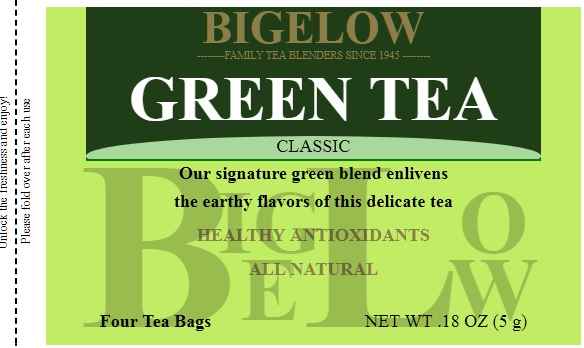 BIGELOW
--------FAMILY TEA BLENDERS SINCE 1945 --------
GREEN TEA
CLASSIC
Our signature green blend enlivens
the earthy flavors of this delicate tea
HEALTHY ANTIOXIDANTS
ALL NATURAL
BIGELOW
Four Tea Bags
NET WT .18 OZ (5 g)
Unlock the freshness and enjoy!
Please fold over after each use